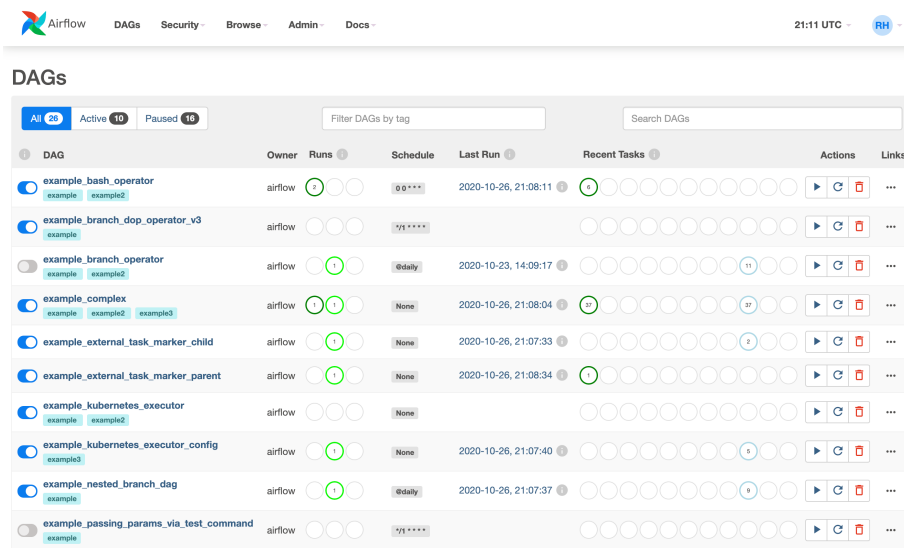 Airflow DAGs Security Browse Admin Docs 21:11 UTC RH
DAGs
All 26 Active 10 Paused 16 Filter DAGs by tag Search DAGs
DAG Owner Runs Schedule Last Run Recent Tasks Actions Links
example_bash_operator
example example2
airflow 2 0 0 * * * 2020-10-26, 21:08:11 6
example_branch_dop_operator_v3
example
airflow */1 * * * *
example_branch_operator
example example2
airflow 1 @daily 2020-10-23, 14:09:17 11
example_complex
example example2 example3
airflow 1 1 None 2020-10-26, 21:08:04 37 37
example_external_task_marker_child airflow 1 None 2020-10-26, 21:07:33 2
example_external_task_marker_parent airflow 1 None 2020-10-26, 21:08:34 1
example_kubernetes_executor
example example2
airflow None
example_kubernetes_executor_config
example3
airflow 1 None 2020-10-26, 21:07:40 5
example_nested_branch_dag
example
airflow 1 @daily 2020-10-26, 21:07:37 9
example_passing_params_via_test_command
example
airflow */1 * * * *